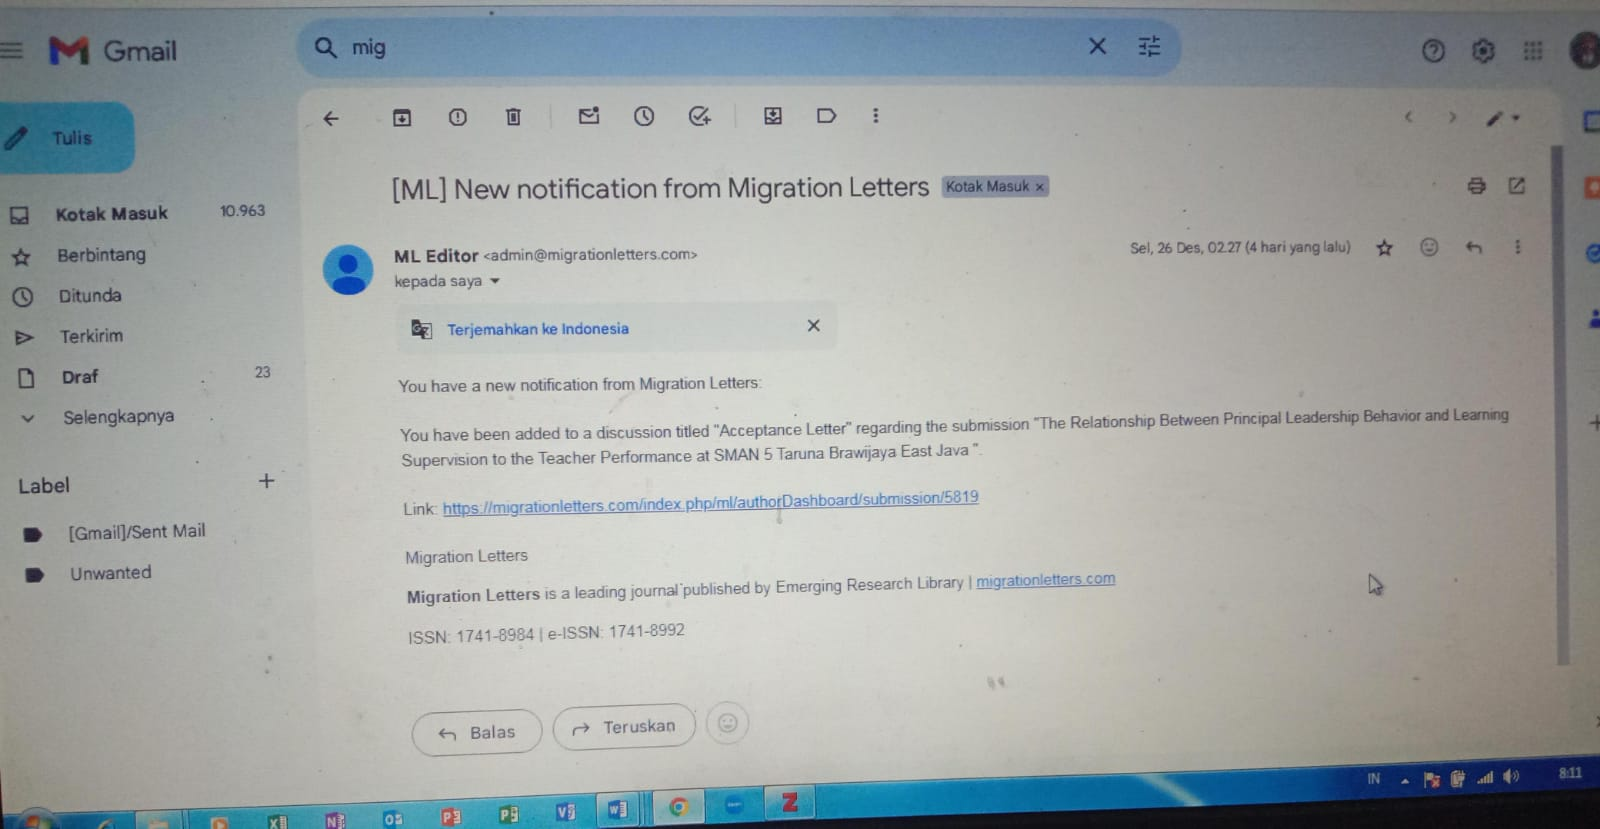 Gmail
mig
Tulis
Kotak Masuk 10.963
Berbintang
Ditunda
Terkirim
Draf 23
Selengkapnya
Label
[Gmail]/Sent Mail
Unwanted
[ML] New notification from Migration Letters Kotak Masuk ×
ML Editor <admin@migrationletters.com> Sel, 26 Des, 02.27 (4 hari yang lalu)
kepada saya
Terjemahkan ke Indonesia
You have a new notification from Migration Letters:
You have been added to a discussion titled "Acceptance Letter" regarding the submission "The Relationship Between Principal Leadership Behavior and Learning
Supervision to the Teacher Performance at SMAN 5 Taruna Brawijaya East Java ".
Link: https://migrationletters.com/index.php/ml/authorDashboard/submission/5819
Migration Letters
Migration Letters is a leading journal published by Emerging Research Library | migrationletters.com
ISSN: 1741-8984 | e-ISSN: 1741-8992
Balas
Teruskan
IN
8:11